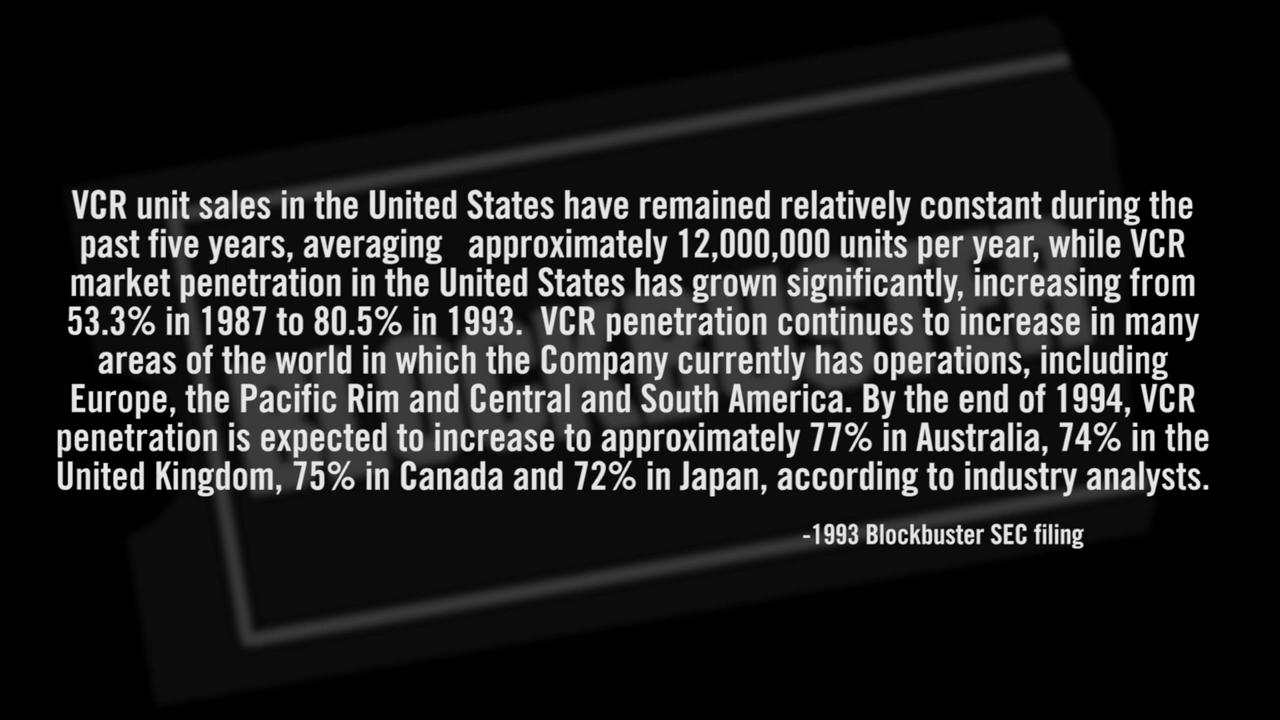 VCR unit sales in the United States have remained relatively constant during the
past five years, averaging   approximately 12,000,000 units per year, while VCR
market penetration in the United States has grown significantly, increasing from
53.3% in 1987 to 80.5% in 1993.  VCR penetration continues to increase in many
areas of the world in which the Company currently has operations, including
Europe, the Pacific Rim and Central and South America. By the end of 1994, VCR
penetration is expected to increase to approximately 77% in Australia, 74% in the
United Kingdom, 75% in Canada and 72% in Japan, according to industry analysts.
-1993 Blockbuster SEC filing
BLOCKBUSTER